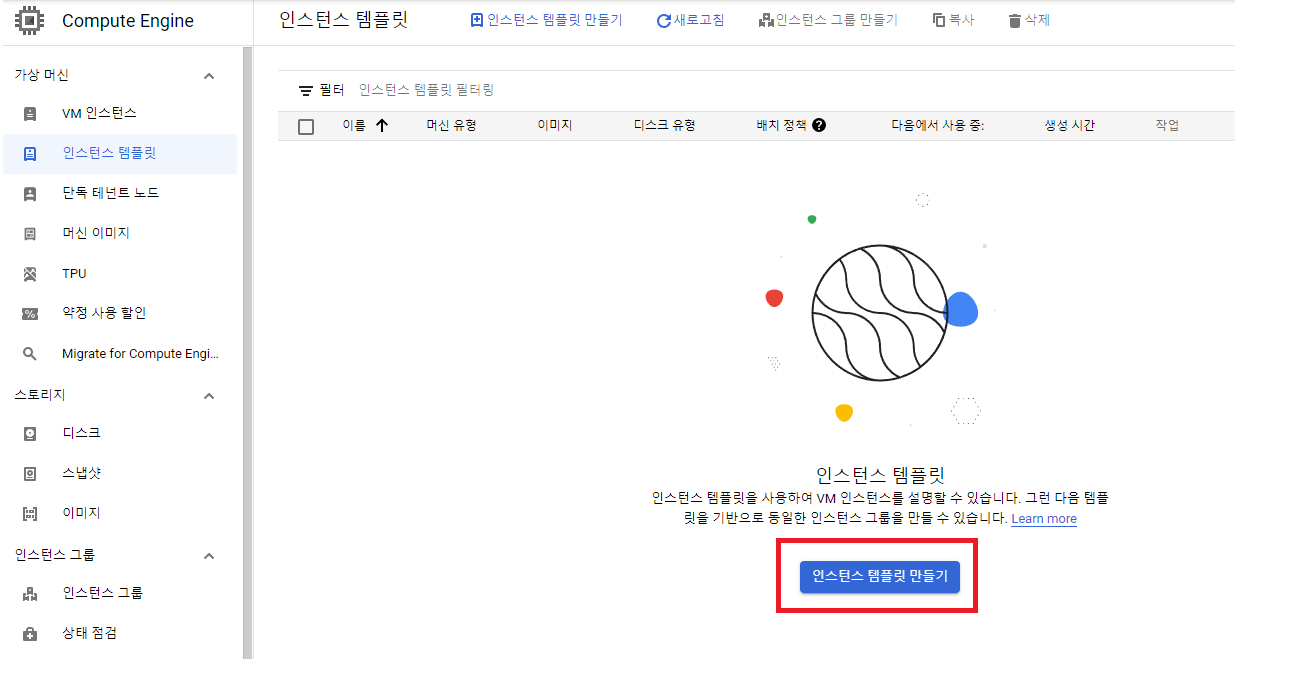 Compute Engine
인스턴스 템플릿
인스턴스 템플릿 만들기
새로고침
인스턴스 그룹 만들기
복사
삭제
가상 머신
VM 인스턴스
인스턴스 템플릿
단독 테넌트 노드
머신 이미지
TPU
약정 사용 할인
Migrate for Compute Engi...
스토리지
디스크
스냅샷
이미지
인스턴스 그룹
인스턴스 그룹
상태 점검
필터 인스턴스 템플릿 필터링
이름 머신 유형 이미지 디스크 유형 배치 정책 다음에서 사용 중: 생성 시간 작업
인스턴스 템플릿
인스턴스 템플릿을 사용하여 VM 인스턴스를 설명할 수 있습니다. 그런 다음 템플
릿을 기반으로 동일한 인스턴스 그룹을 만들 수 있습니다. Learn more
인스턴스 템플릿 만들기